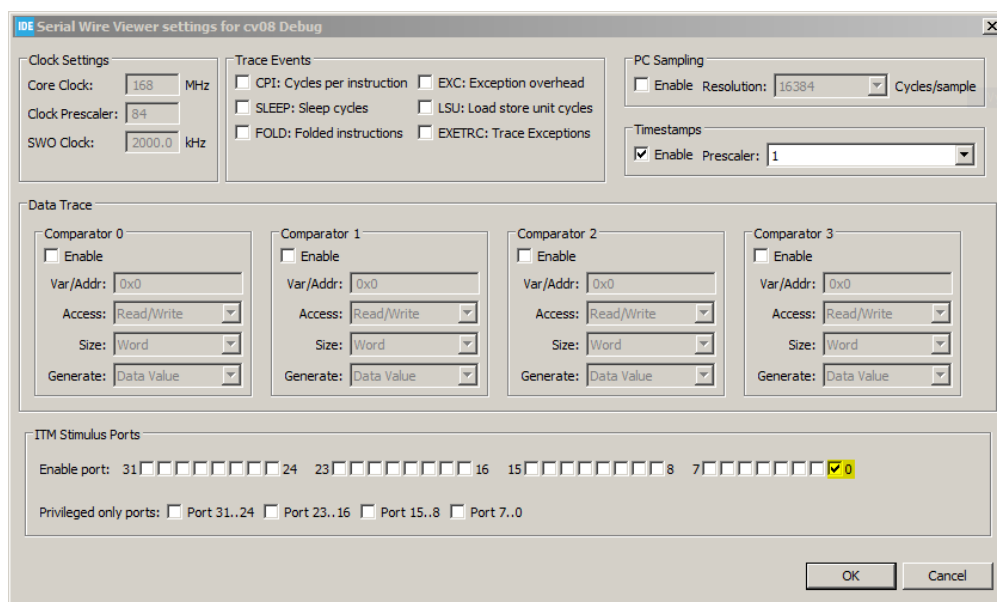 IDE Serial Wire Viewer settings for cv08 Debug
Clock Settings
Core Clock: 168 MHz
Clock Prescaler: 84
SWO Clock: 2000.0 kHz
Trace Events
CPI: Cycles per instruction EXC: Exception overhead
SLEEP: Sleep cycles LSU: Load store unit cycles
FOLD: Folded instructions EXETRC: Trace Exceptions
PC Sampling
Enable Resolution: 16384 Cycles/sample
Timestamps
Enable Prescaler: 1
Data Trace
Comparator 0
Enable
Var/Addr: 0x0
Access: Read/Write
Size: Word
Generate: Data Value
Comparator 1
Enable
Var/Addr: 0x0
Access: Read/Write
Size: Word
Generate: Data Value
Comparator 2
Enable
Var/Addr: 0x0
Access: Read/Write
Size: Word
Generate: Data Value
Comparator 3
Enable
Var/Addr: 0x0
Access: Read/Write
Size: Word
Generate: Data Value
ITM Stimulus Ports
Enable port: 31 24 23 16 15 8 7 0
Privileged only ports: Port 31..24 Port 23..16 Port 15..8 Port 7..0
OK Cancel